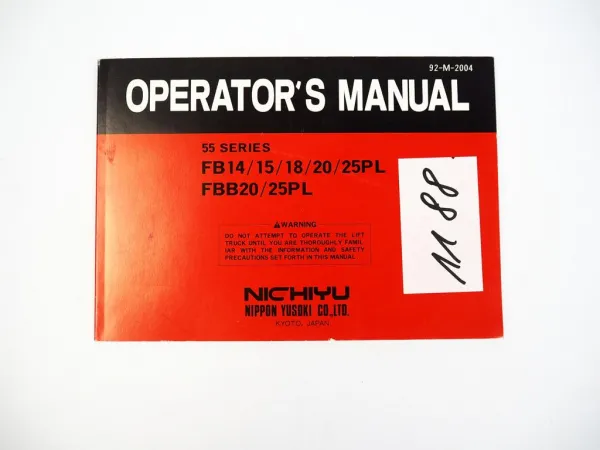 92-M-2004
OPERATOR'S MANUAL
55 SERIES
FB14/15/18/20/25PL
FBB20/25PL
1188
⚠WARNING
DO NOT ATTEMPT TO OPERATE THE LIFT
TRUCK UNTIL YOU ARE THOROUGHLY FAMIL
IAR WITH THE INFORMATION AND SAFETY
PRECAUTIONS SET FORTH IN THIS MANUAL
NICHIYU
NIPPON YUSOKI CO.,LTD.
KYOTO, JAPAN